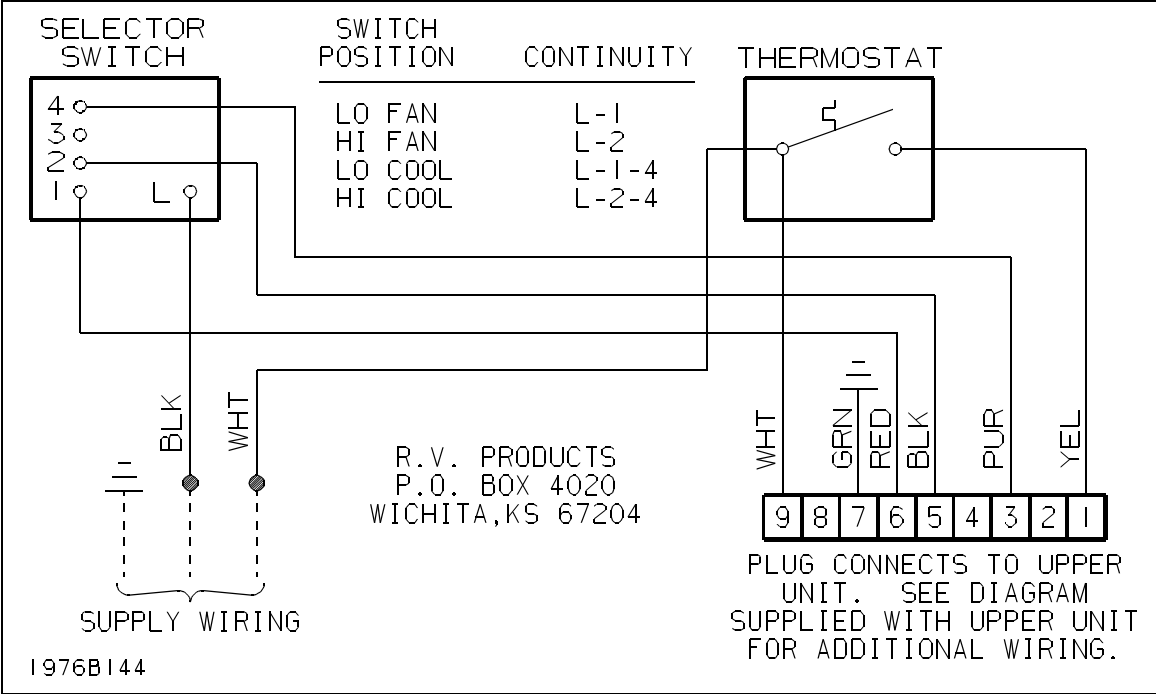 SELECTOR
SWITCH
4
3
2
1 L
SWITCH
POSITION CONTINUITY
LO FAN L-1
HI FAN L-2
LO COOL L-1-4
HI COOL L-2-4
THERMOSTAT
BLK
WHT
SUPPLY WIRING
1976B144
R.V. PRODUCTS
P.O. BOX 4020
WICHITA,KS 67204
WHT
GRN
RED
BLK
PUR
YEL
9 8 7 6 5 4 3 2 1
PLUG CONNECTS TO UPPER
UNIT. SEE DIAGRAM
SUPPLIED WITH UPPER UNIT
FOR ADDITIONAL WIRING.